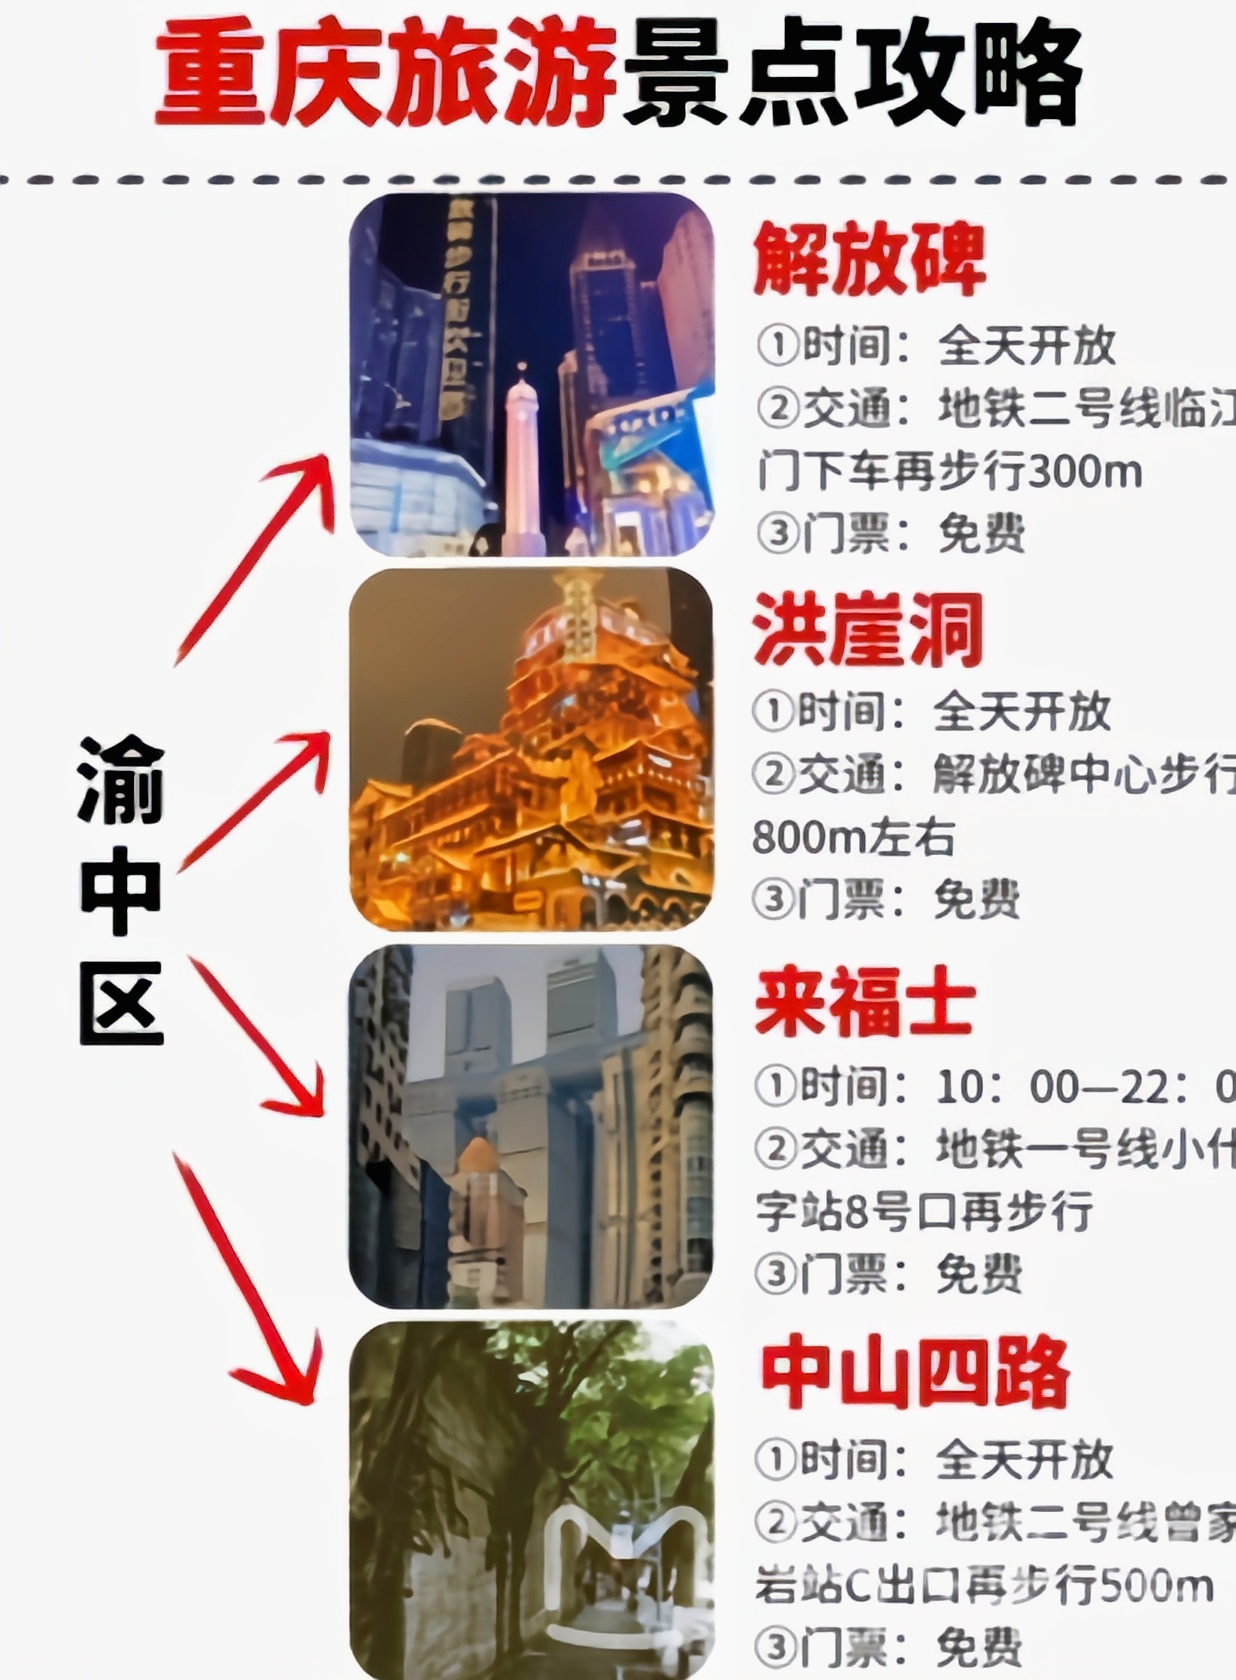 重庆旅游景点攻略
渝中区
解放碑
①时间：全天开放
②交通：地铁二号线临江
门下车再步行300m
③门票：免费
洪崖洞
①时间：全天开放
②交通：解放碑中心步行
800m左右
③门票：免费
来福士
①时间：10：00—22：0
②交通：地铁一号线小什
字站8号口再步行
③门票：免费
中山四路
①时间：全天开放
②交通：地铁二号线曾家
岩站C出口再步行500m
③门票：免费